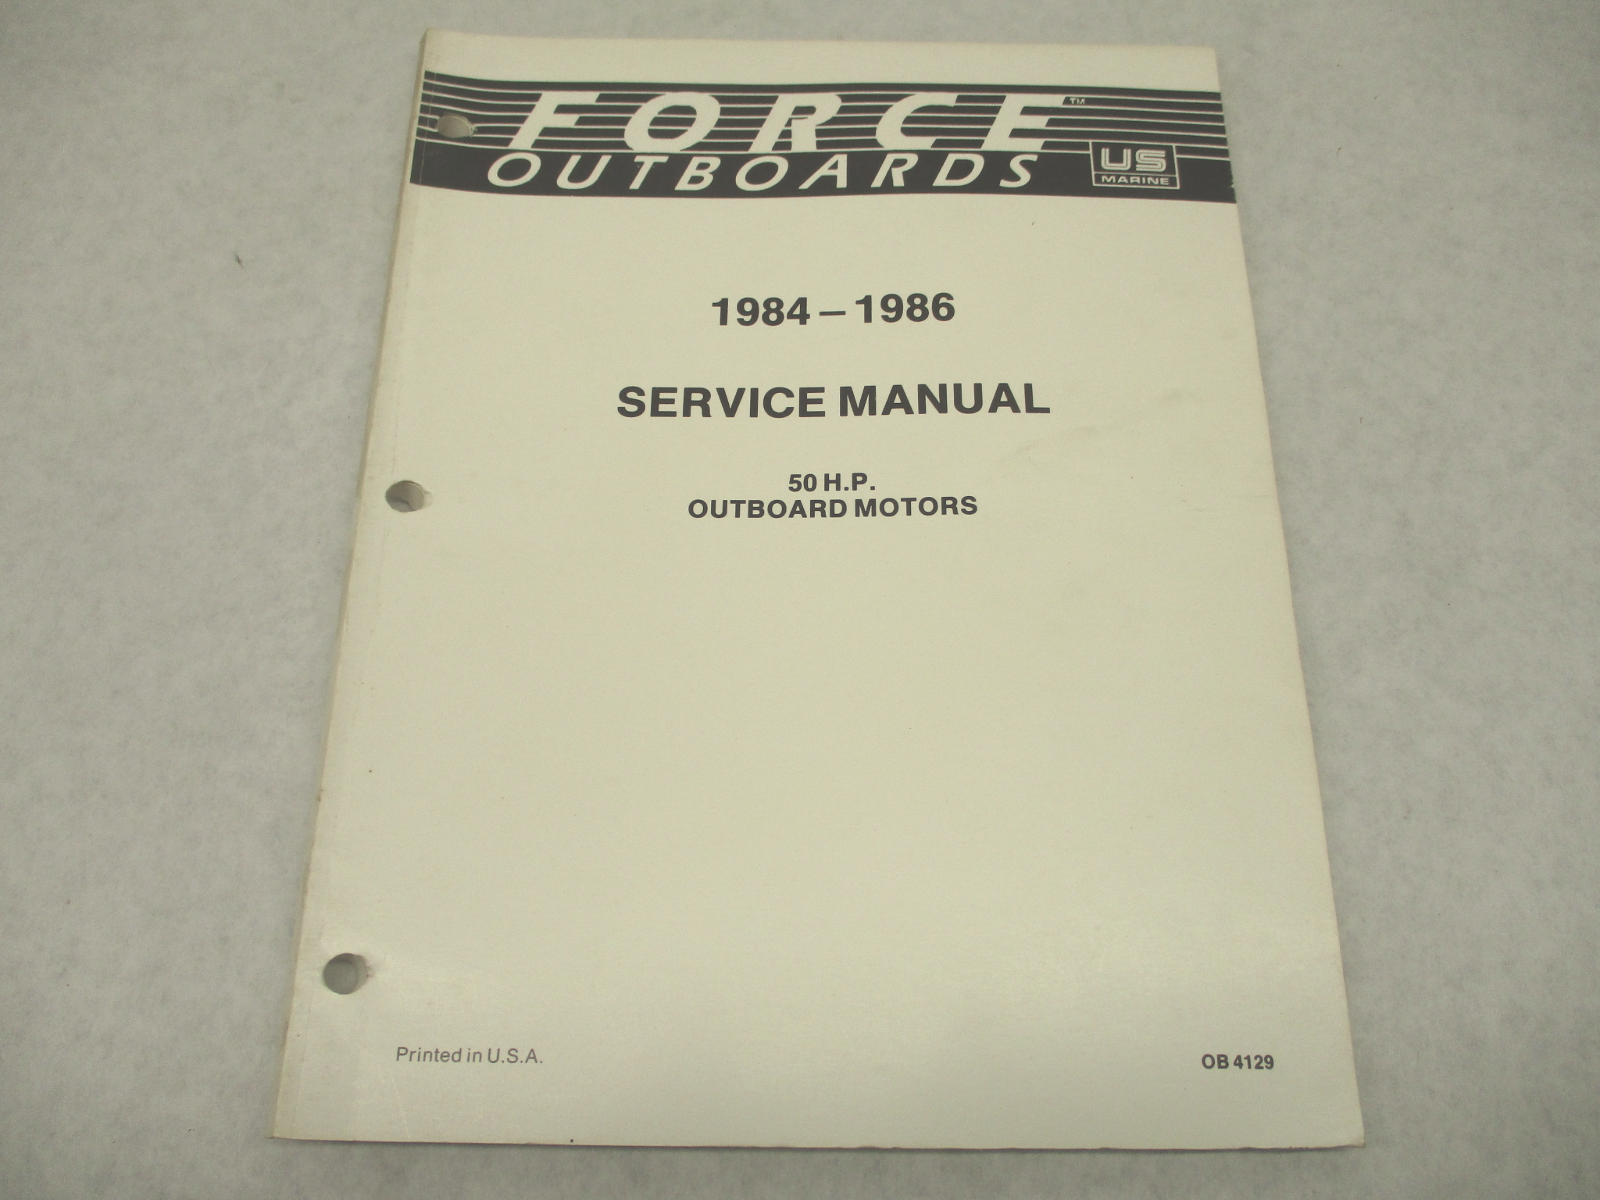 FORCE™
OUTBOARDS
US
MARINE
1984–1986
SERVICE MANUAL
50 H.P.
OUTBOARD MOTORS
Printed in U.S.A.
OB 4129